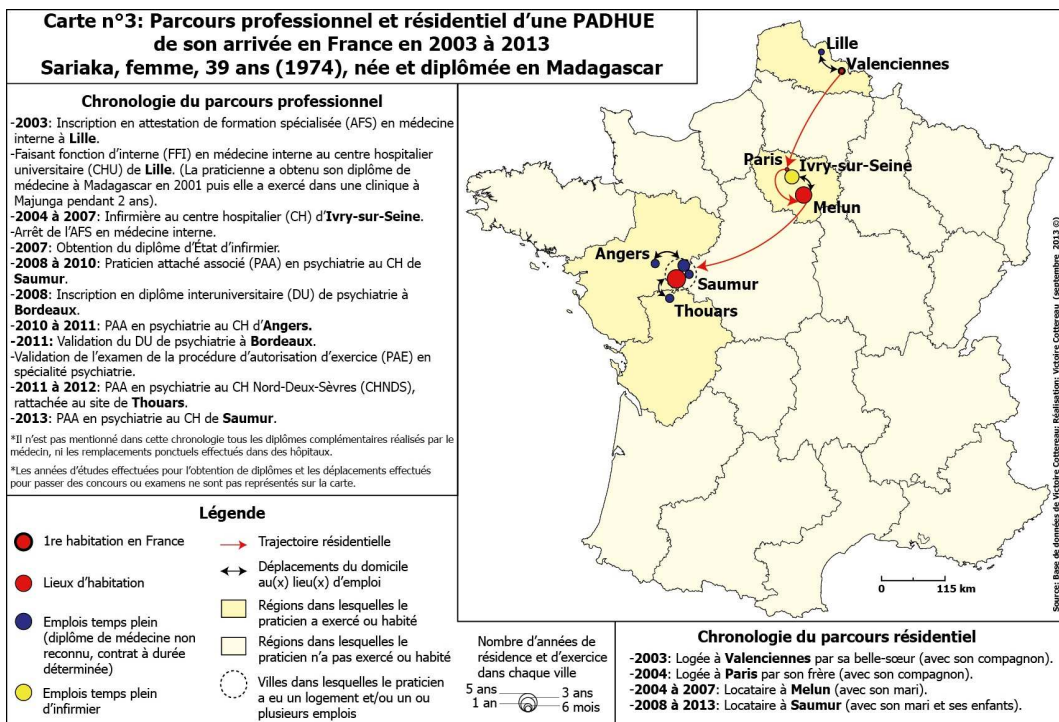 Carte n°3: Parcours professionnel et résidentiel d'une PADHUE
de son arrivée en France en 2003 à 2013
Sariaka, femme, 39 ans (1974), née et diplômée en Madagascar
Chronologie du parcours professionnel
-2003: Inscription en attestation de formation spécialisée (AFS) en médecine
interne à Lille.
-Faisant fonction d'interne (FFI) en médecine interne au centre hospitalier
universitaire (CHU) de Lille. (La praticienne a obtenu son diplôme de
médecine à Madagascar en 2001 puis elle a exercé dans une clinique à
Majunga pendant 2 ans).
-2004 à 2007: Infirmière au centre hospitalier (CH) d'Ivry-sur-Seine.
-Arrêt de l'AFS en médecine interne.
-2007: Obtention du diplôme d'État d'infirmier.
-2008 à 2010: Praticien attaché associé (PAA) en psychiatrie au CH de
Saumur.
-2008: Inscription en diplôme interuniversitaire (DU) de psychiatrie à
Bordeaux.
-2010 à 2011: PAA en psychiatrie au CH d'Angers.
-2011: Validation du DU de psychiatrie à Bordeaux.
-Validation de l'examen de la procédure d'autorisation d'exercice (PAE) en
spécialité psychiatrie.
-2011 à 2012: PAA en psychiatrie au CH Nord-Deux-Sèvres (CHNDS),
rattachée au site de Thouars.
-2013: PAA en psychiatrie au CH de Saumur.
*Il n'est pas mentionné dans cette chronologie tous les diplômes complémentaires réalisés par le
médecin, ni les remplacements ponctuels effectués dans des hôpitaux.
*Les années d'études effectuées pour l'obtention de diplômes et les déplacements effectués
pour passer des concours ou examens ne sont pas représentés sur la carte.
Légende
1re habitation en France
Lieux d'habitation
Emplois temps plein
(diplôme de médecine non
reconnu, contrat à durée
déterminée)
Emplois temps plein
d'infirmier
Trajectoire résidentielle
Déplacements du domicile
au(x) lieu(x) d'emploi
Régions dans lesquelles le
praticien a exercé ou habité
Régions dans lesquelles le
praticien n'a pas exercé ou habité
Villes dans lesquelles le praticien
a eu un logement et/ou un ou
plusieurs emplois
Nombre d'années de
résidence et d'exercice
dans chaque ville
5 ans
1 an
3 ans
6 mois
Lille
Valenciennes
Paris
Ivry-sur-Seine
Melun
Angers
Saumur
Thouars
0 115 km
Source: Base de données de Victoire Cottereau; Réalisation: Victoire Cottereau (septembre 2013 ©)
Chronologie du parcours résidentiel
-2003: Logée à Valenciennes par sa belle-sœur (avec son compagnon).
-2004: Logée à Paris par son frère (avec son compagnon).
-2004 à 2007: Locataire à Melun (avec son mari).
-2008 à 2013: Locataire à Saumur (avec son mari et ses enfants).